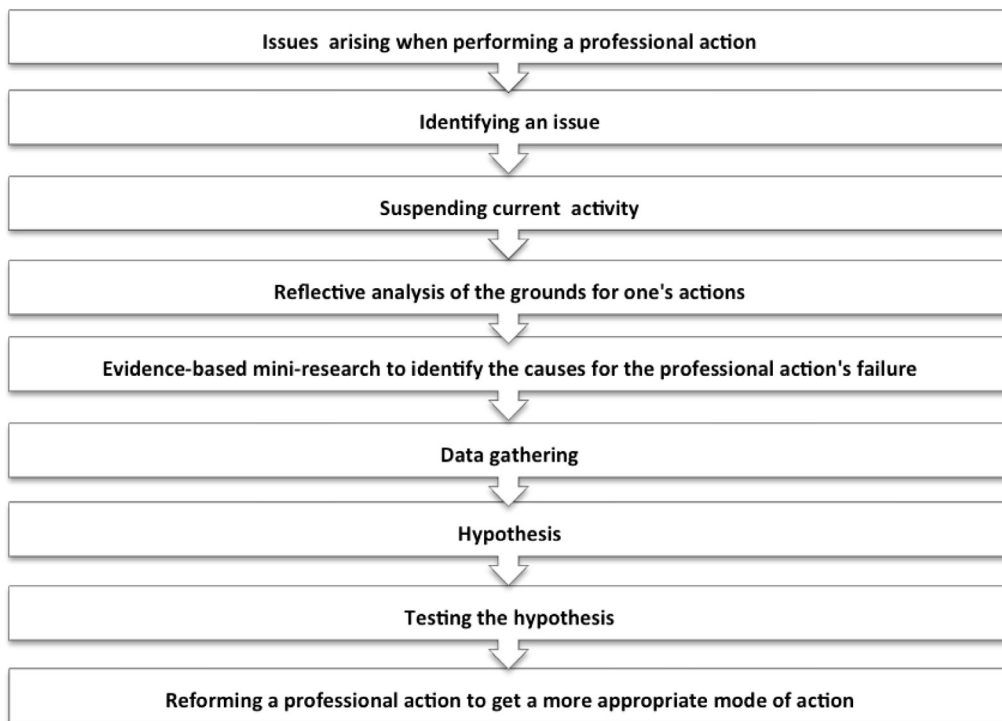 Issues arising when performing a professional action
Identifying an issue
Suspending current activity
Reflective analysis of the grounds for one's actions
Evidence-based mini-research to identify the causes for the professional action's failure
Data gathering
Hypothesis
Testing the hypothesis
Reforming a professional action to get a more appropriate mode of action